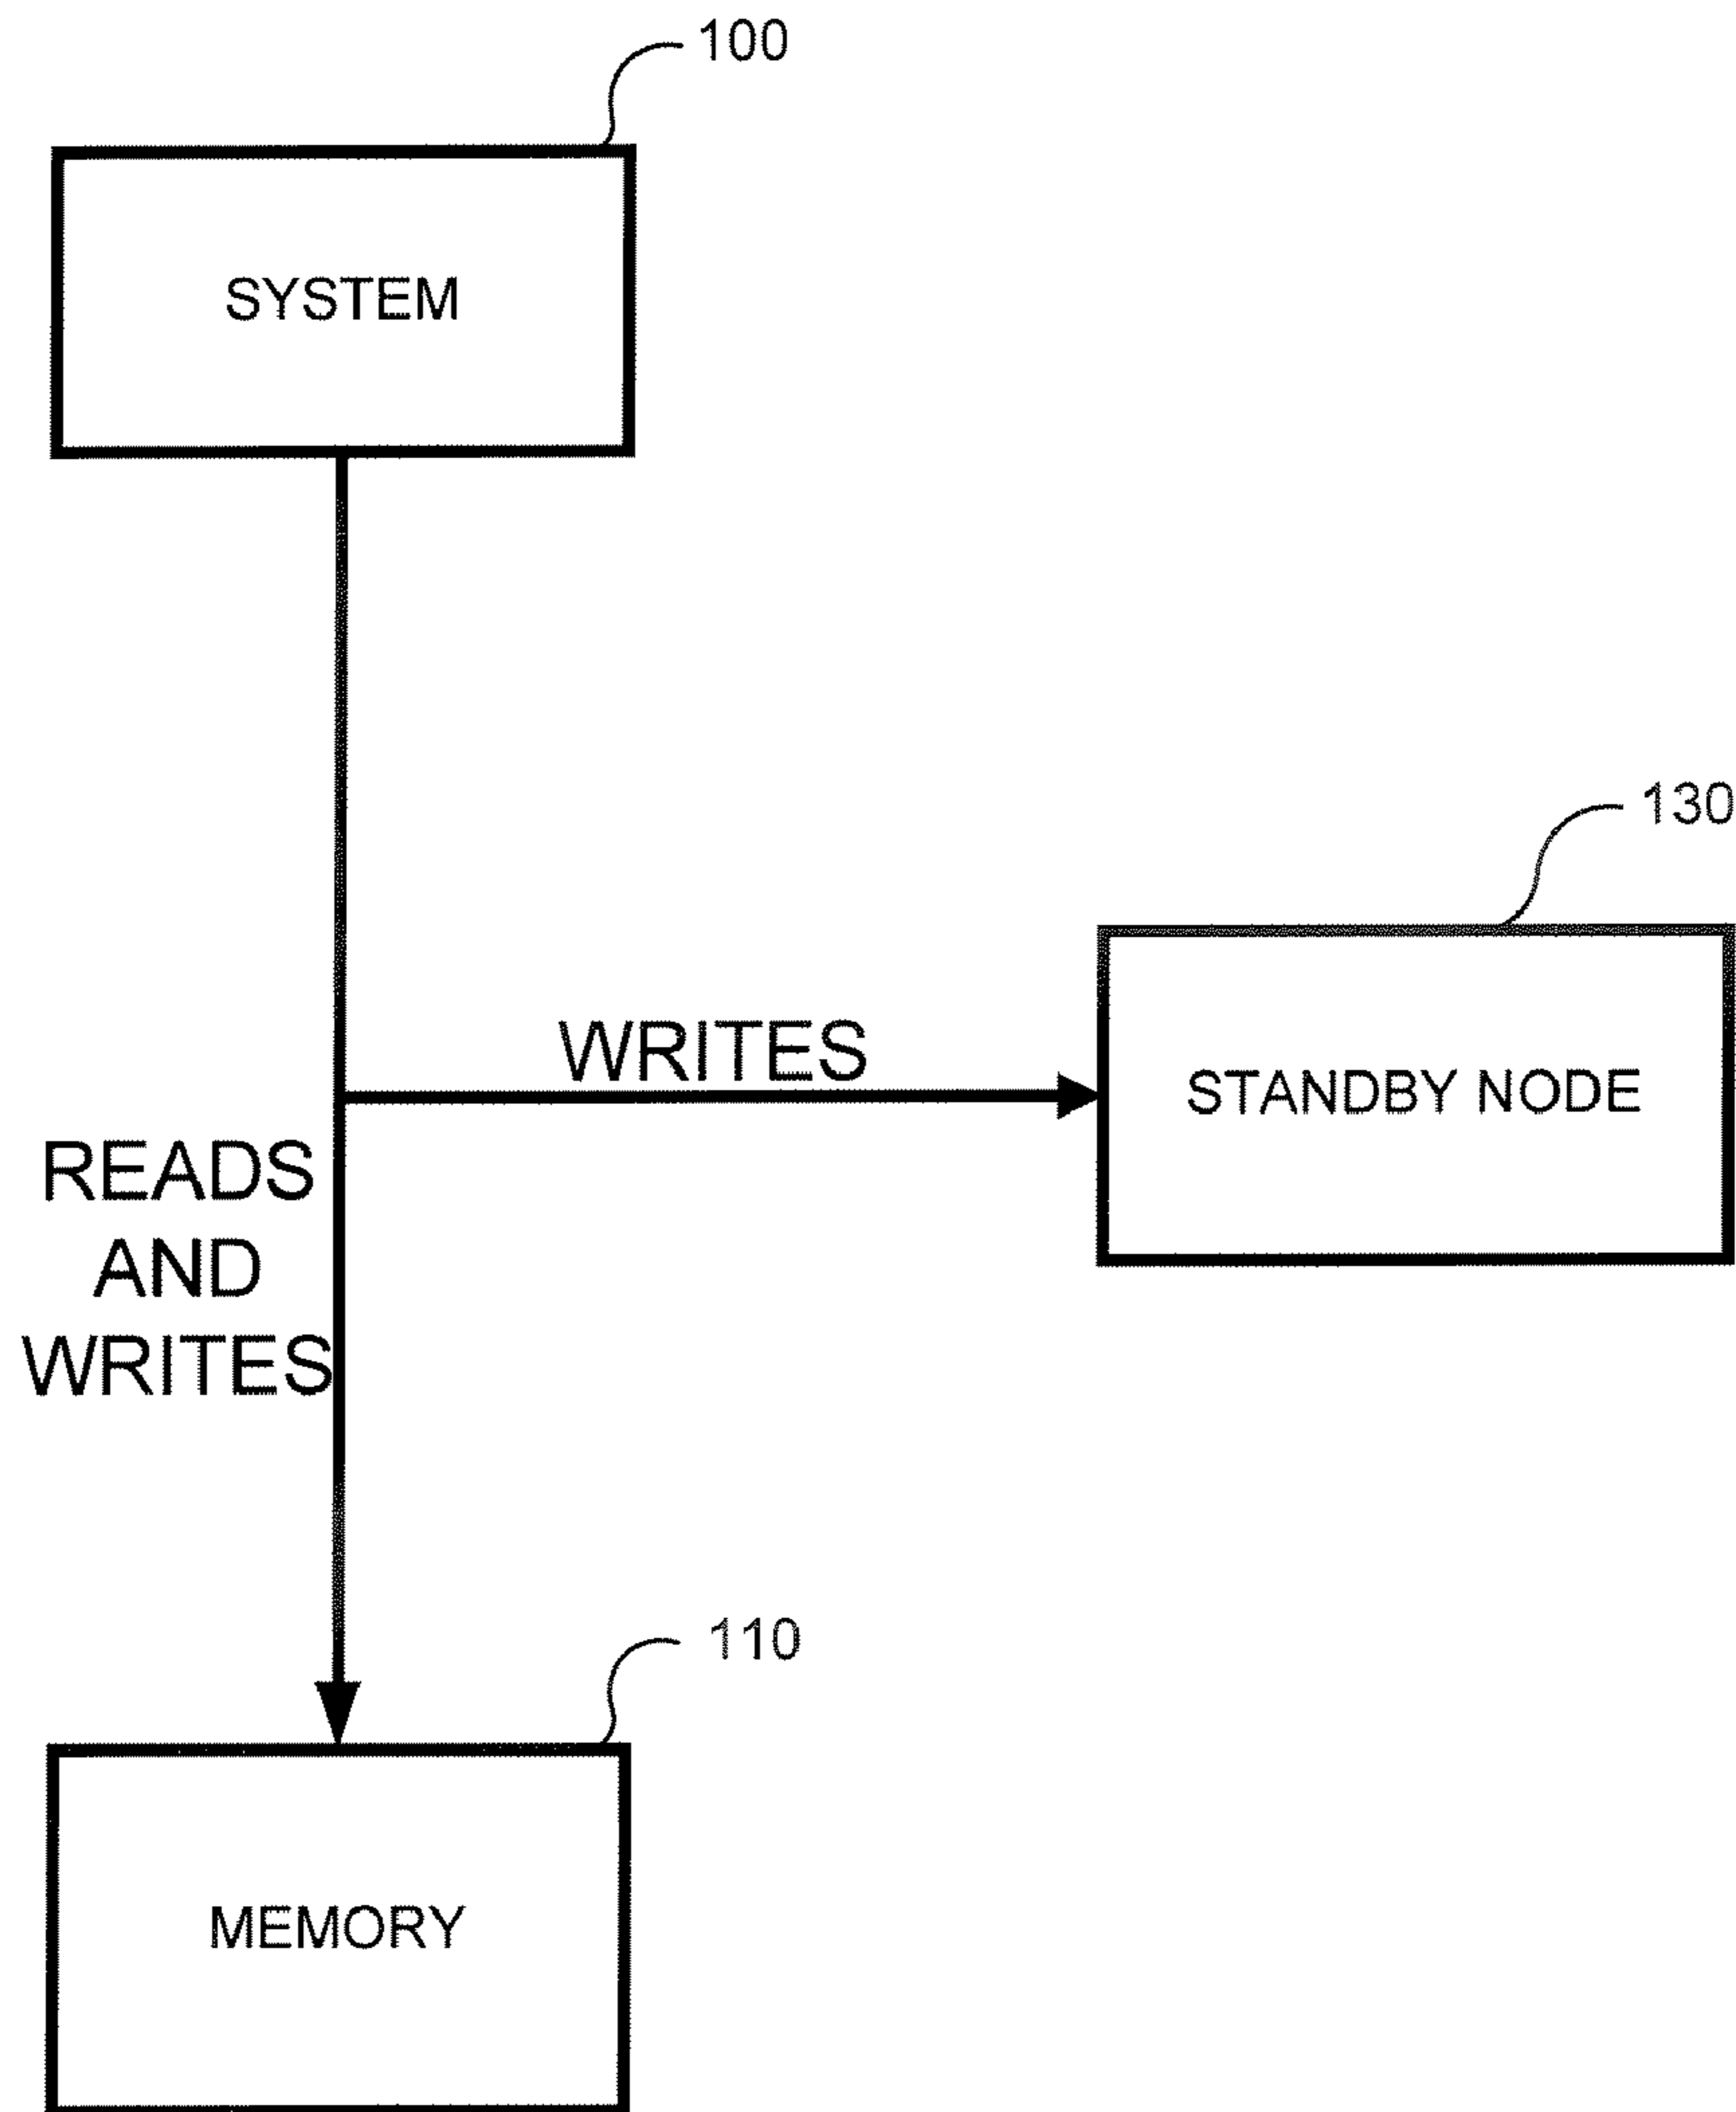 100
SYSTEM
130
WRITES
STANDBY NODE
READS
AND
WRITES
110
MEMORY